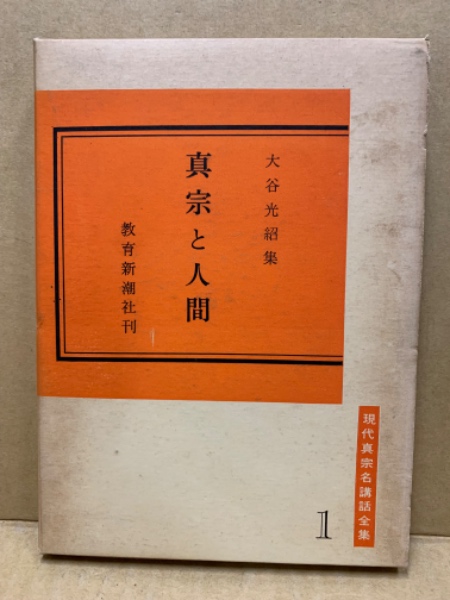 大谷光紹集
真宗と人間
教育新潮社刊
現代真宗名講話全集
1